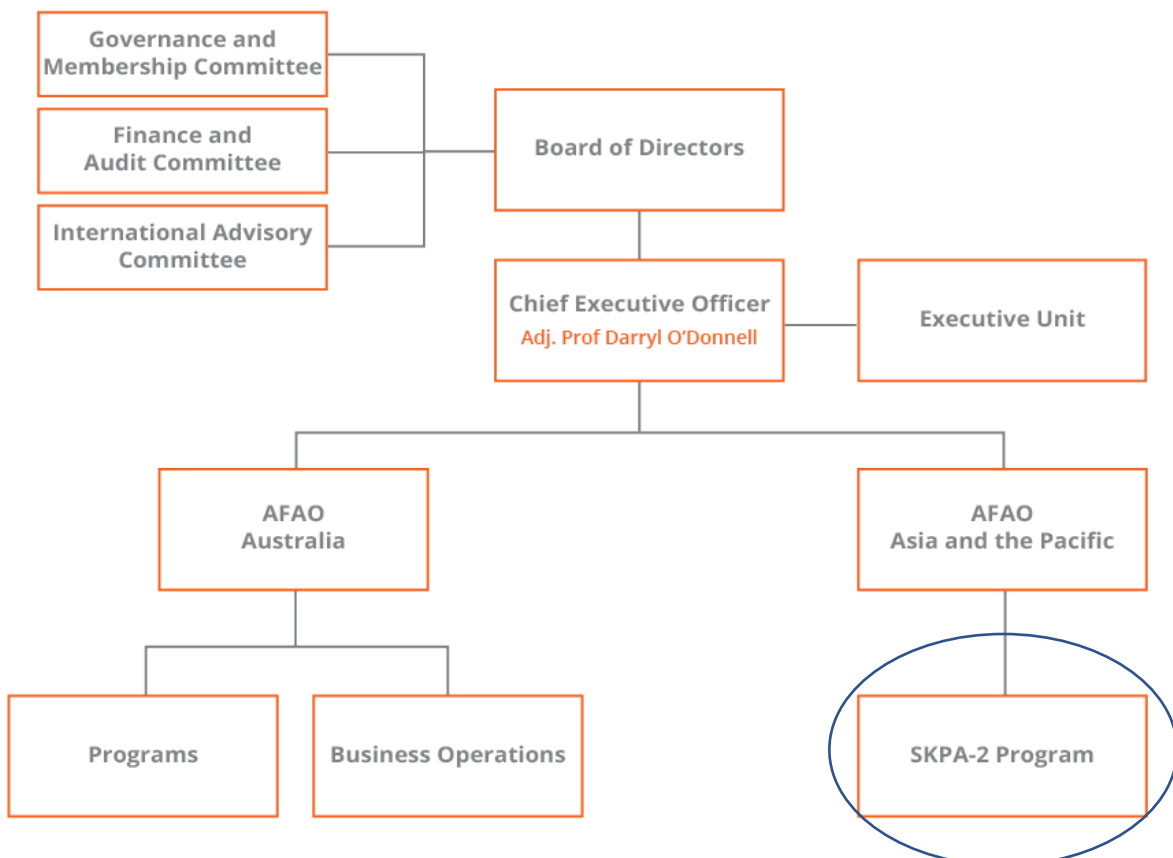 Governance and
Membership Committee
Finance and
Audit Committee
International Advisory
Committee
Board of Directors
Chief Executive Officer
Adj. Prof Darryl O’Donnell
Executive Unit
AFAO
Australia
AFAO
Asia and the Pacific
Programs
Business Operations
SKPA-2 Program